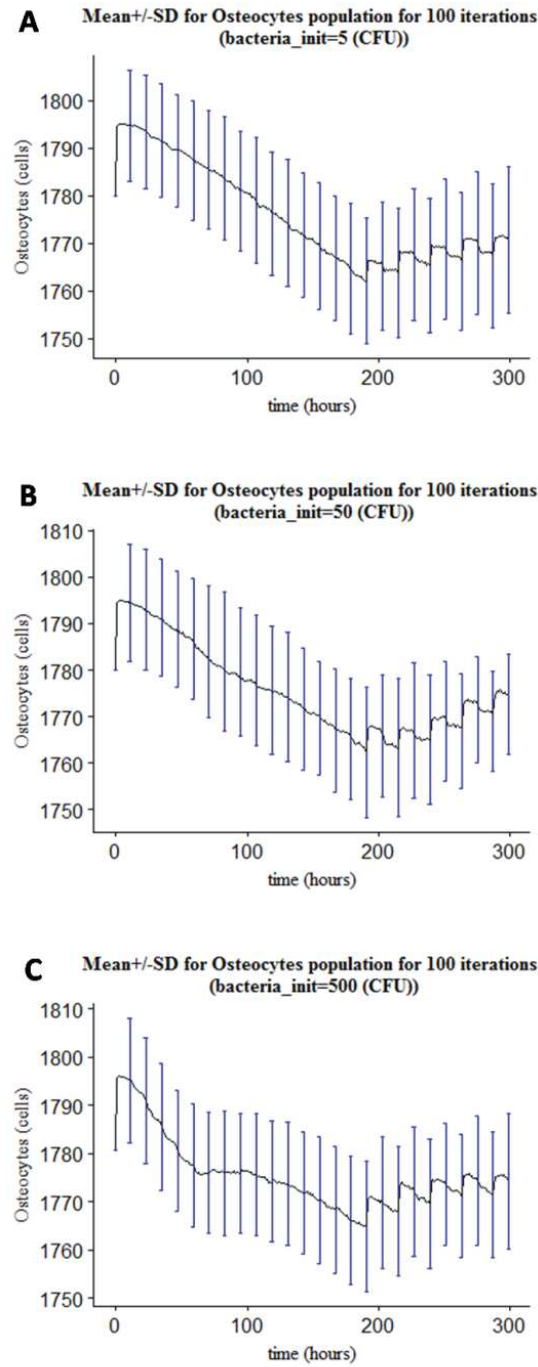 A
Mean+/-SD for Osteocytes population for 100 iterations
(bacteria_init=5 (CFU))
Osteocytes (cells)
1800
1790
1780
1770
1760
1750
0 100 200 300
time (hours)
B
Mean+/-SD for Osteocytes population for 100 iterations
(bacteria_init=50 (CFU))
Osteocytes (cells)
1810
1800
1790
1780
1770
1760
1750
0 100 200 300
time (hours)
C
Mean+/-SD for Osteocytes population for 100 iterations
(bacteria_init=500 (CFU))
Osteocytes (cells)
1810
1800
1790
1780
1770
1760
1750
0 100 200 300
time (hours)